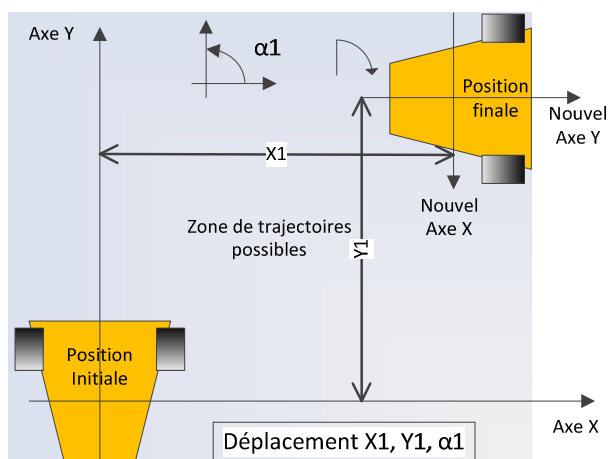 Axe Y
α1
Position
finale
Nouvel
Axe Y
X1
Nouvel
Axe X
Zone de trajectoires
possibles
Y1
Position
Initiale
Axe X
Déplacement X1, Y1, α1